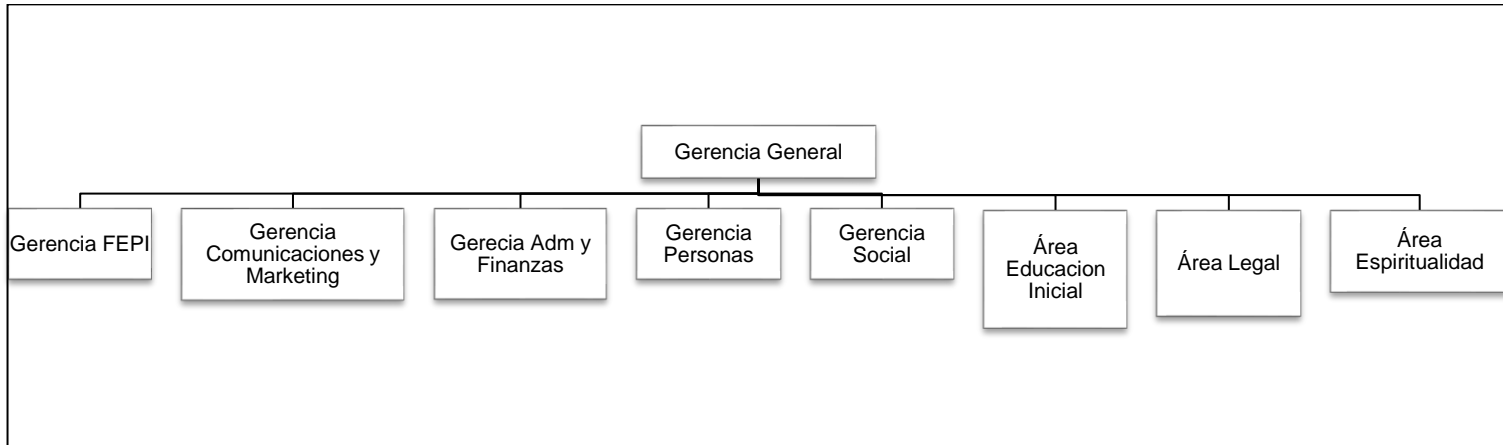 Gerencia General
Gerencia FEPI
Gerencia
Comunicaciones y
Marketing
Gerecia Adm y
Finanzas
Gerencia
Personas
Gerencia
Social
Área
Educacion
Inicial
Área Legal
Área
Espiritualidad